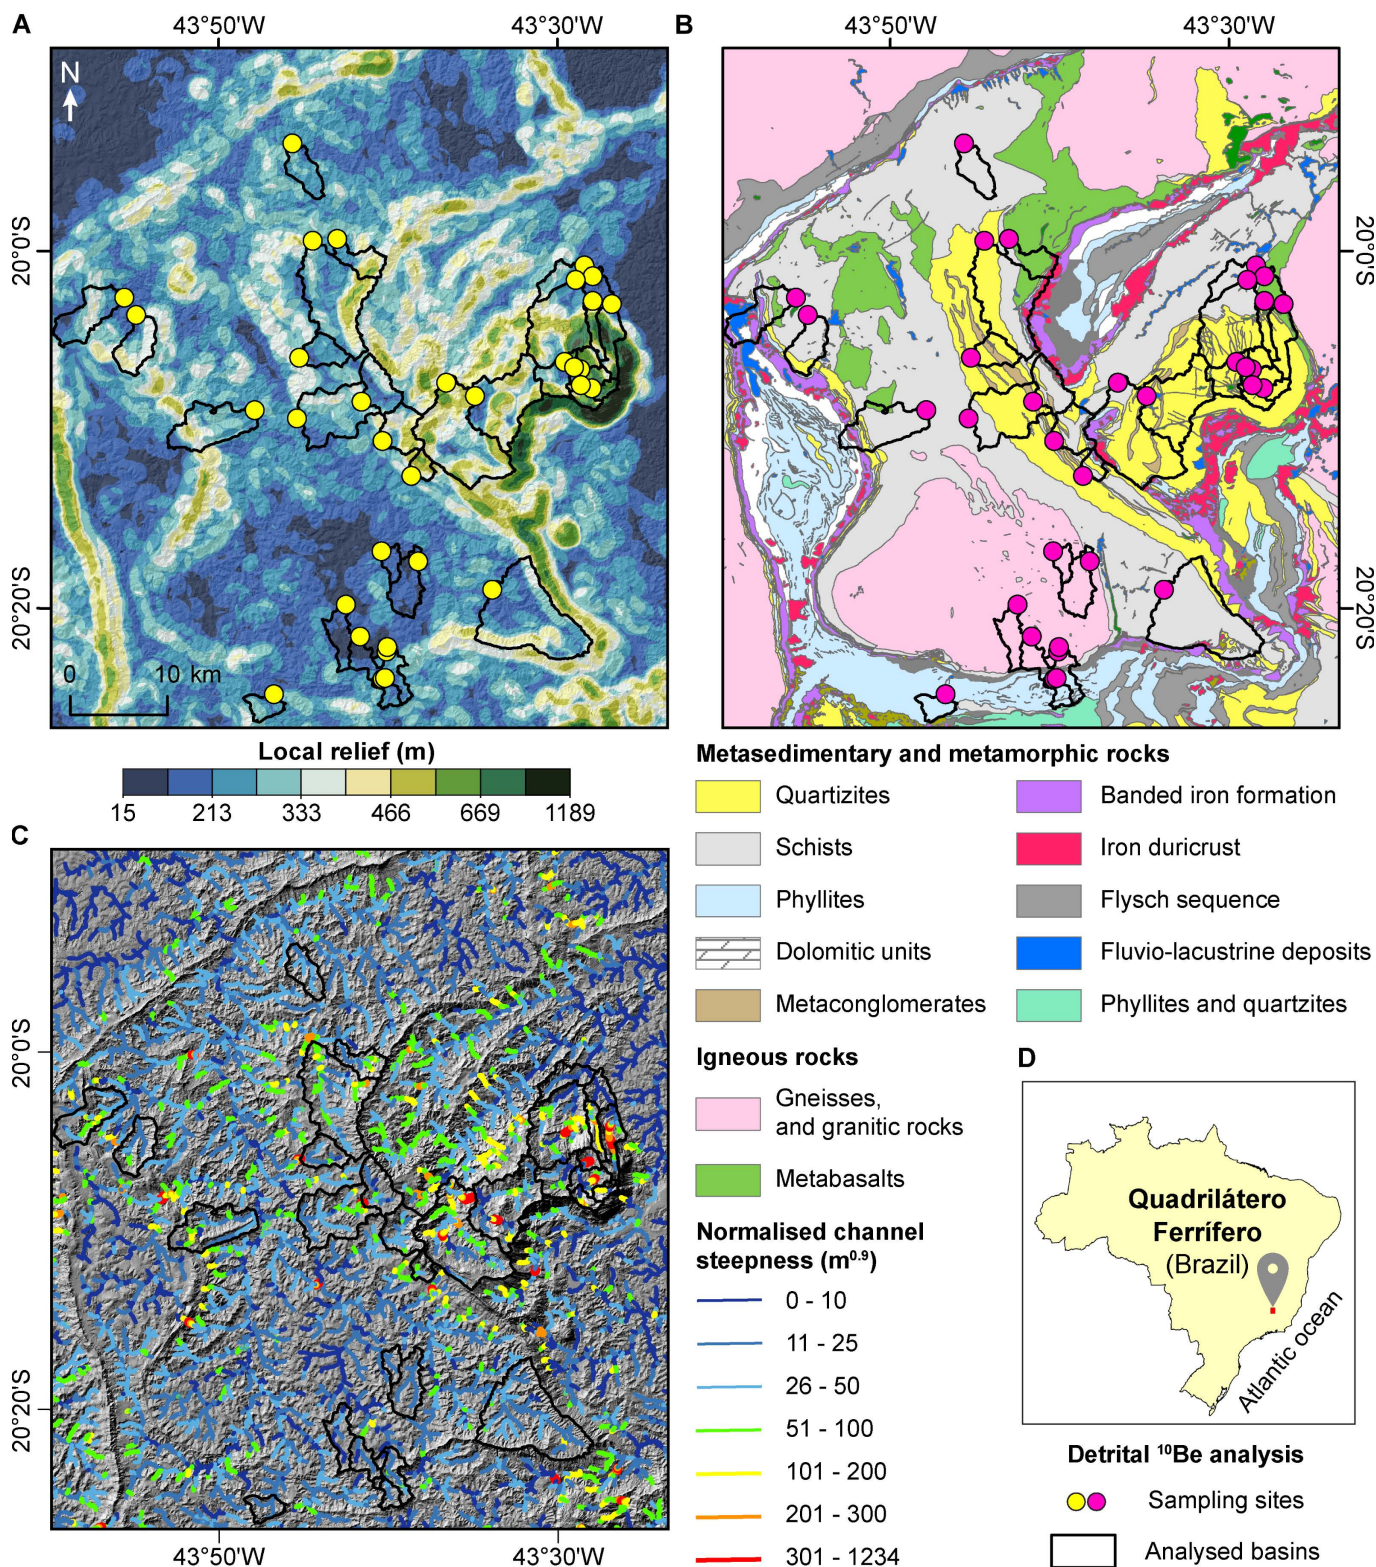 A
43°50'W
43°30'W
B
43°50'W
43°30'W
N
20°0'S
20°0'S
20°20'S
20°20'S
0
10 km
Local relief (m)
15
213
333
466
669
1189
Metasedimentary and metamorphic rocks
Quartizites
Banded iron formation
Schists
Iron duricrust
Phyllites
Flysch sequence
Dolomitic units
Fluvio-lacustrine deposits
Metaconglomerates
Phyllites and quartzites
Igneous rocks
Gneisses,
and granitic rocks
Metabasalts
Normalised channel
steepness (m⁰·⁹)
0 - 10
11 - 25
26 - 50
51 - 100
101 - 200
201 - 300
301 - 1234
C
20°0'S
20°20'S
43°50'W
43°30'W
D
Quadrilátero
Ferrífero
(Brazil)
Atlantic ocean
Detrital ¹⁰Be analysis
Sampling sites
Analysed basins